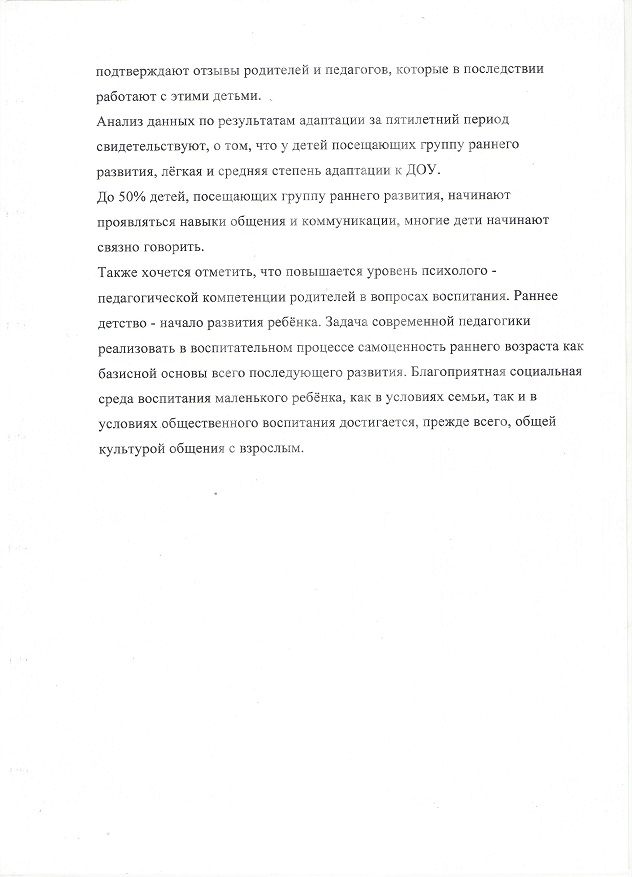 подтверждают отзывы родителей и педагогов, которые в последствии
работают с этими детьми.
Анализ данных по результатам адаптации за пятилетний период
свидетельствуют, о том, что у детей посещающих группу раннего
развития, лёгкая и средняя степень адаптации к ДОУ.
До 50% детей, посещающих группу раннего развития, начинают
проявляться навыки общения и коммуникации, многие дети начинают
связно говорить.
Также хочется отметить, что повышается уровень психолого -
педагогической компетенции родителей в вопросах воспитания. Раннее
детство - начало развития ребёнка. Задача современной педагогики
реализовать в воспитательном процессе самоценность раннего возраста как
базисной основы всего последующего развития. Благоприятная социальная
среда воспитания маленького ребёнка, как в условиях семьи, так и в
условиях общественного воспитания достигается, прежде всего, общей
культурой общения с взрослым.